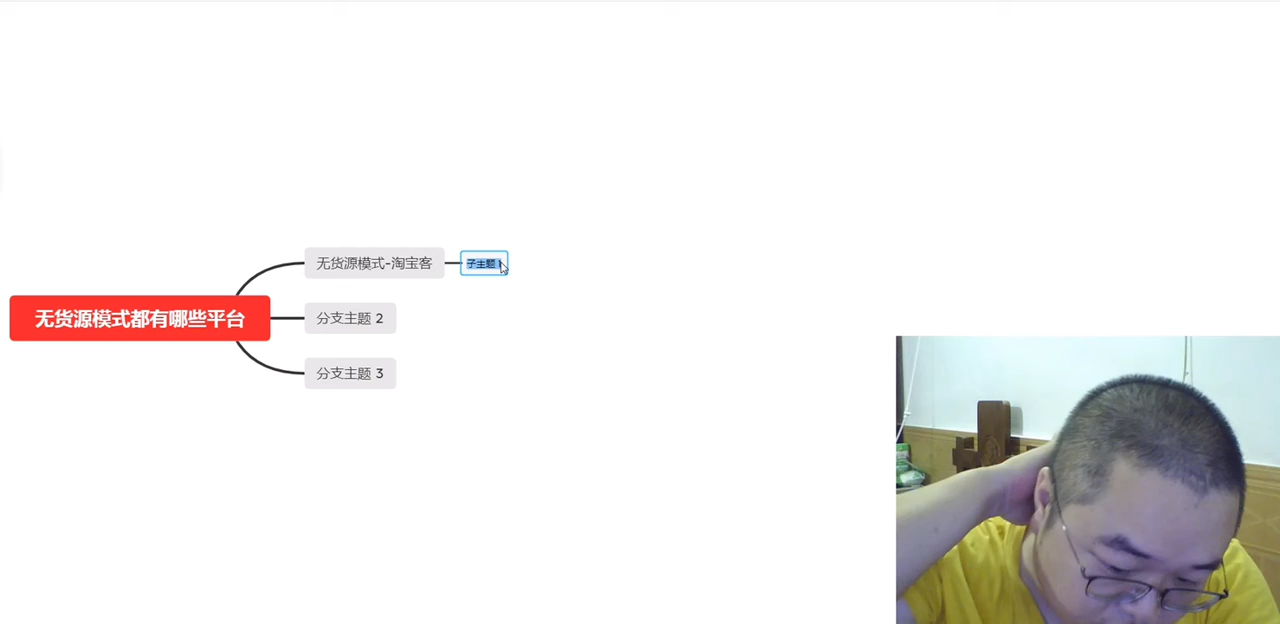 无货源模式-淘宝客
子主题 1
无货源模式都有哪些平台
分支主题 2
分支主题 3